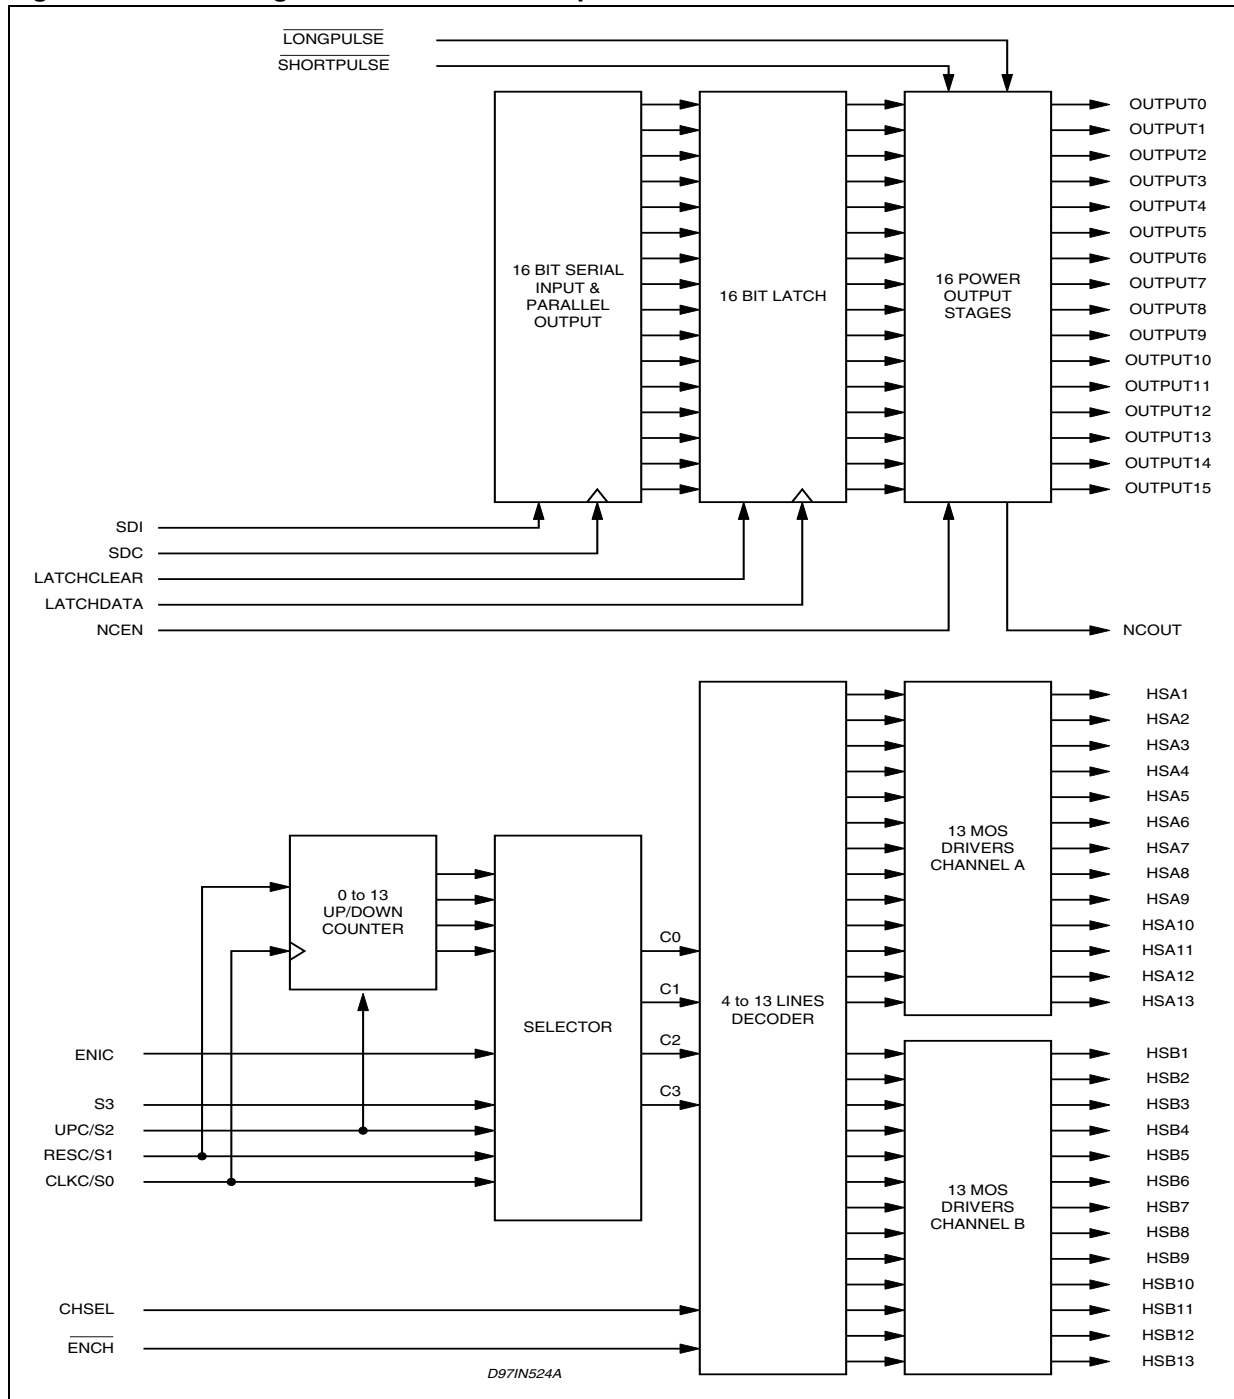 LONGPULSE
SHORTPULSE
16 BIT SERIAL
INPUT &
PARALLEL
OUTPUT
16 BIT LATCH
16 POWER
OUTPUT
STAGES
OUTPUT0
OUTPUT1
OUTPUT2
OUTPUT3
OUTPUT4
OUTPUT5
OUTPUT6
OUTPUT7
OUTPUT8
OUTPUT9
OUTPUT10
OUTPUT11
OUTPUT12
OUTPUT13
OUTPUT14
OUTPUT15
SDI
SDC
LATCHCLEAR
LATCHDATA
NCEN
NCOUT
0 to 13
UP/DOWN
COUNTER
SELECTOR
C0
C1
C2
C3
4 to 13 LINES
DECODER
13 MOS
DRIVERS
CHANNEL A
HSA1
HSA2
HSA3
HSA4
HSA5
HSA6
HSA7
HSA8
HSA9
HSA10
HSA11
HSA12
HSA13
13 MOS
DRIVERS
CHANNEL B
HSB1
HSB2
HSB3
HSB4
HSB5
HSB6
HSB7
HSB8
HSB9
HSB10
HSB11
HSB12
HSB13
ENIC
S3
UPC/S2
RESC/S1
CLKC/S0
CHSEL
ENCH
D97IN524A